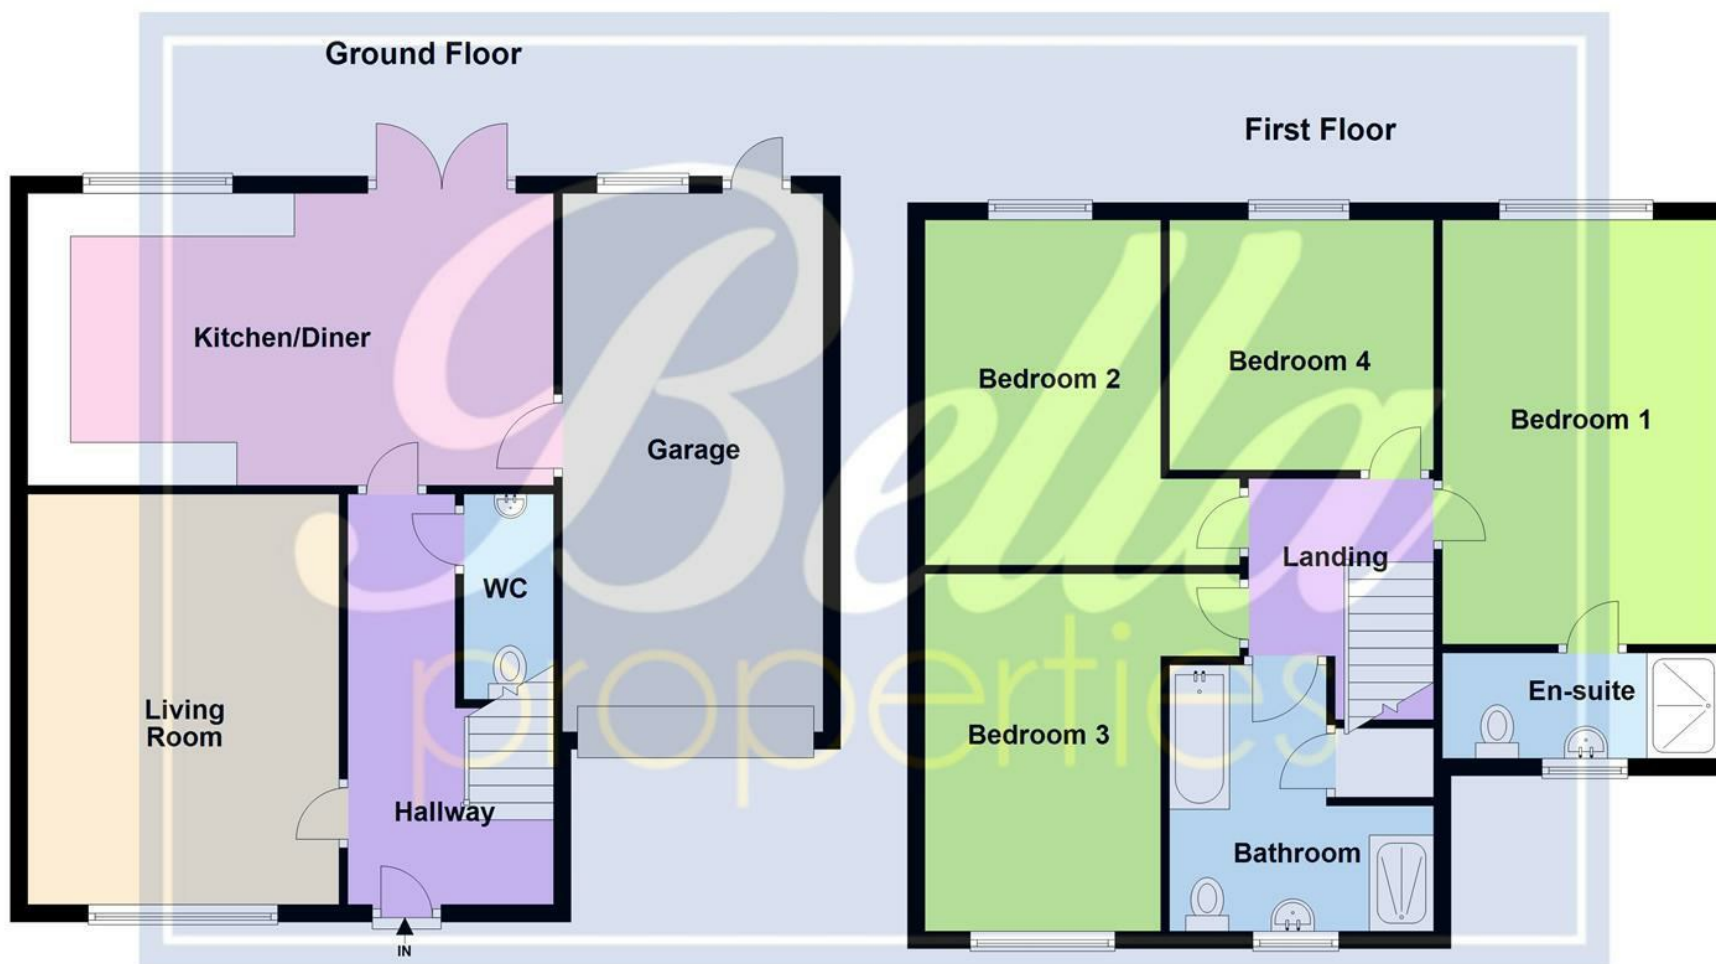 Ground Floor
Kitchen/Diner
Garage
WC
Living
Room
Hallway
IN
First Floor
Bedroom 2
Bedroom 4
Bedroom 1
Landing
En-suite
Bedroom 3
Bathroom
Bella
properties